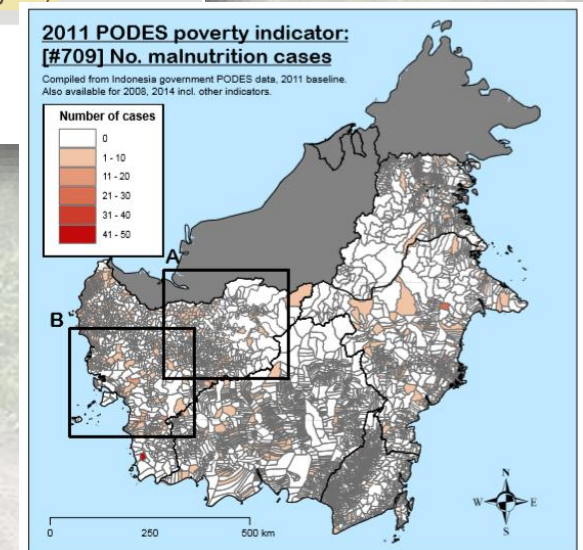 2011 PODES poverty indicator:
[#709] No. malnutrition cases
Compiled from Indonesia government PODES data, 2011 baseline.
Also available for 2008, 2014 incl. other indicators.
Number of cases
0
1 - 10
11 - 20
21 - 30
31 - 40
41 - 50
A
B
N
W E
S
0 250 500 km